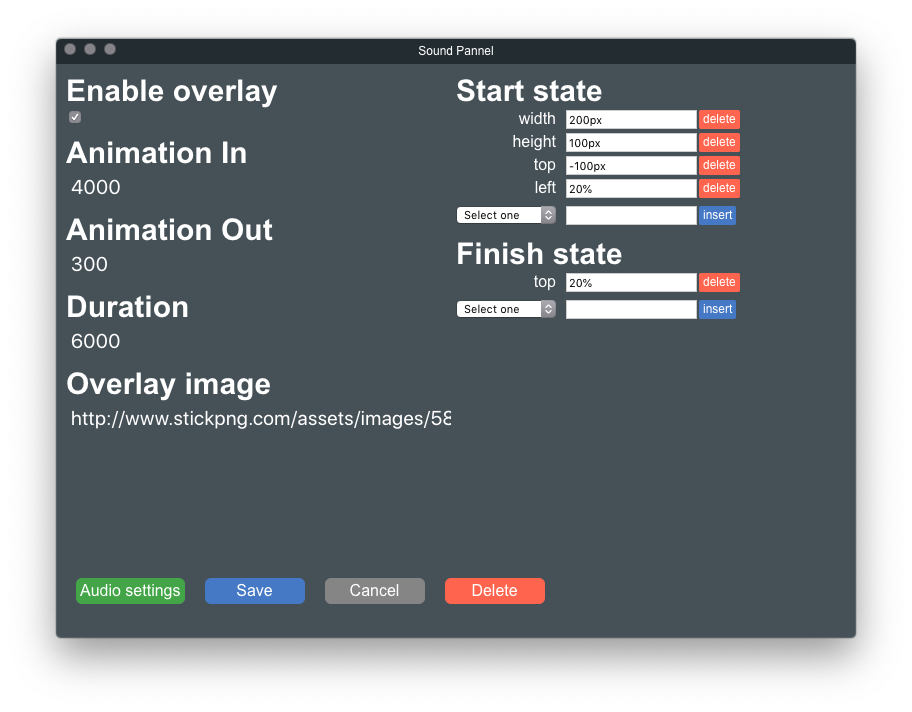 Sound Pannel
Enable overlay
Animation In
4000
Animation Out
300
Duration
6000
Overlay image
http://www.stickpng.com/assets/images/58
Start state
width 200px delete
height 100px delete
top -100px delete
left 20% delete
Select one insert
Finish state
top 20% delete
Select one insert
Audio settings Save Cancel Delete